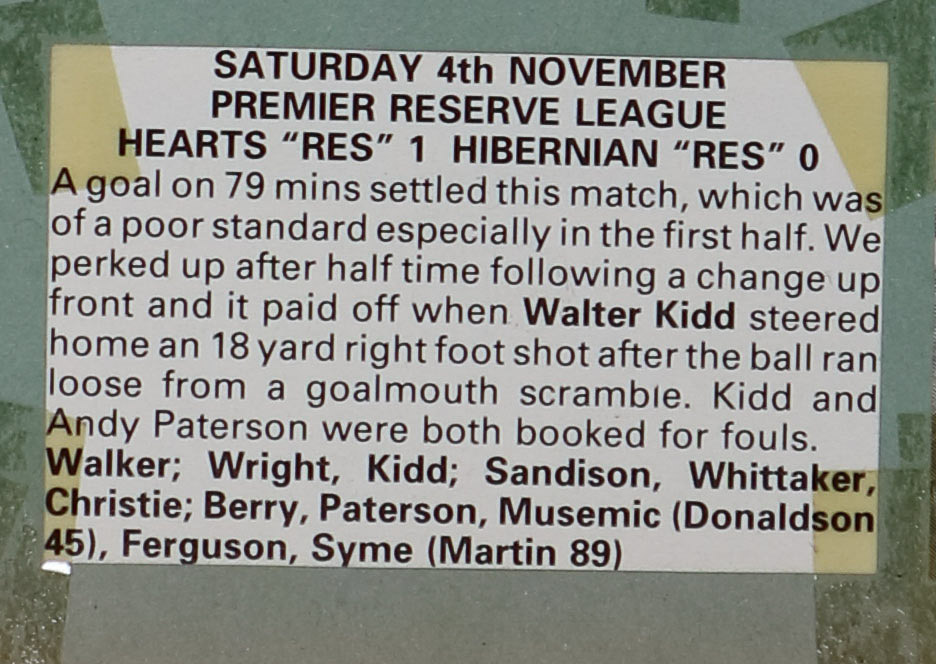 SATURDAY 4th NOVEMBER
PREMIER RESERVE LEAGUE
HEARTS “RES” 1 HIBERNIAN “RES” 0
A goal on 79 mins settled this match, which was
of a poor standard especially in the first half. We
perked up after half time following a change up
front and it paid off when Walter Kidd steered
home an 18 yard right foot shot after the ball ran
loose from a goalmouth scramble. Kidd and
Andy Paterson were both booked for fouls.
Walker; Wright, Kidd; Sandison, Whittaker,
Christie; Berry, Paterson, Musemic (Donaldson
45), Ferguson, Syme (Martin 89)